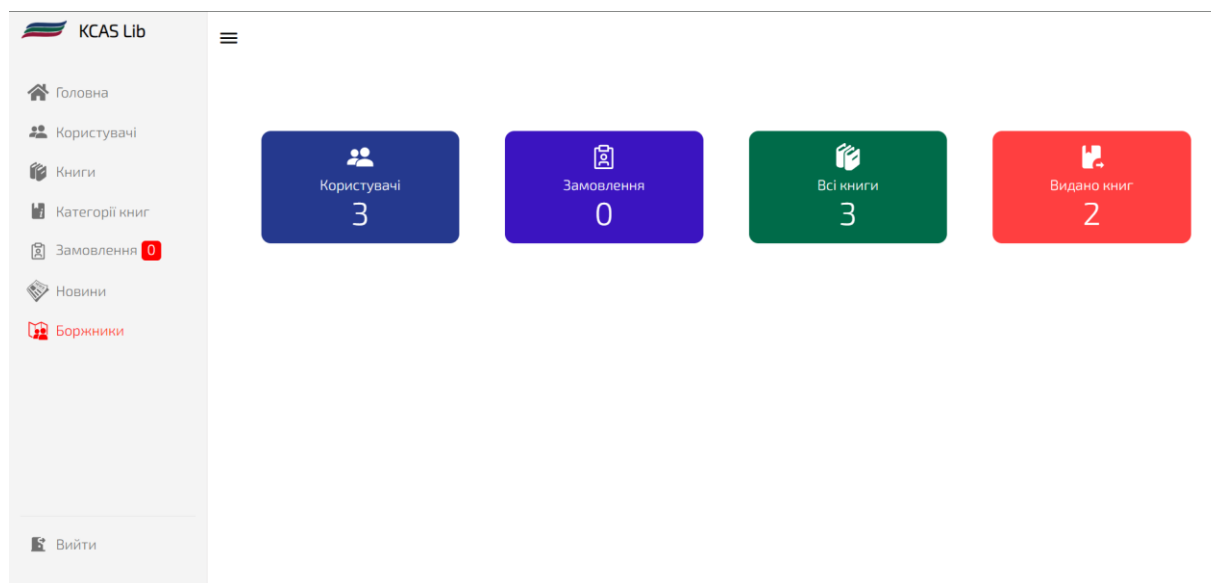 KCAS Lib
Головна
Користувачі
Книги
Категорії книг
Замовлення 0
Новини
Боржники
Вийти
Користувачі
3
Замовлення
0
Всі книги
3
Видано книг
2